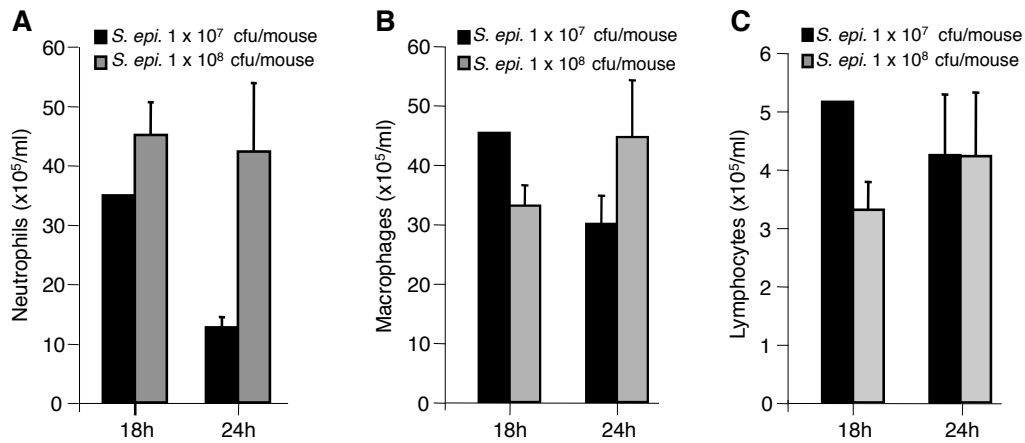 A
S. epi. 1 x 10⁷ cfu/mouse
S. epi. 1 x 10⁸ cfu/mouse
Neutrophils (x10⁵/ml)
60
50
40
30
20
10
0
18h 24h
B
S. epi. 1 x 10⁷ cfu/mouse
S. epi. 1 x 10⁸ cfu/mouse
Macrophages (x10⁵/ml)
60
50
40
30
20
10
0
18h 24h
C
S. epi. 1 x 10⁷ cfu/mouse
S. epi. 1 x 10⁸ cfu/mouse
Lymphocytes (x10⁵/ml)
6
5
4
3
2
1
0
18h 24h